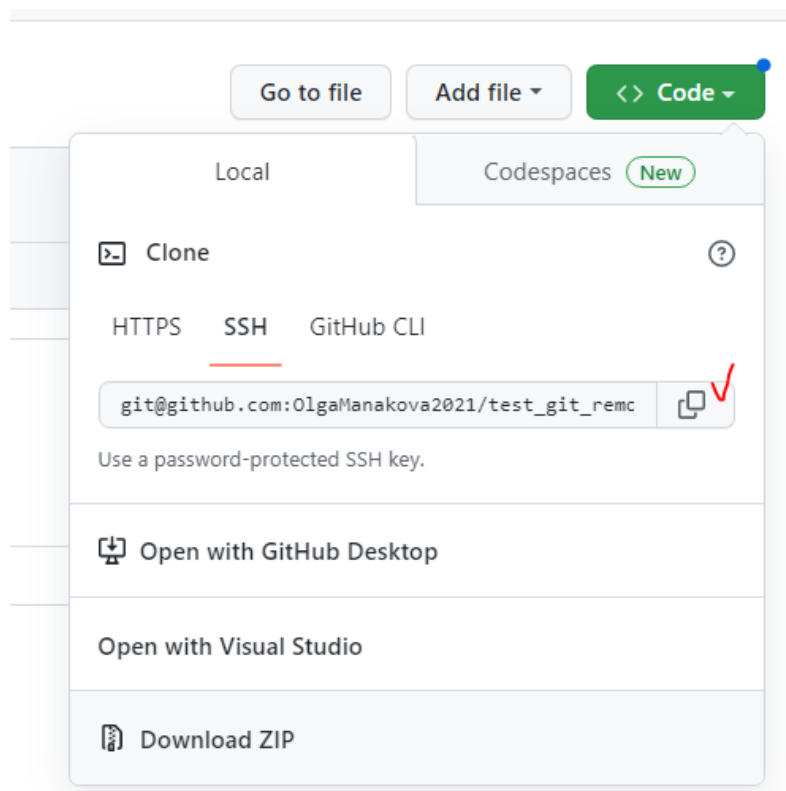 Go to file Add file <> Code
Local Codespaces New
Clone
HTTPS SSH GitHub CLI
git@github.com:OlgaManakova2021/test_git_remo
Use a password-protected SSH key.
Open with GitHub Desktop
Open with Visual Studio
Download ZIP